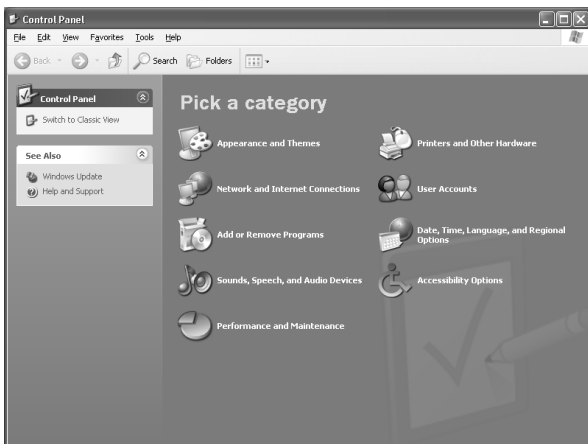 Control Panel
File Edit View Favorites Tools Help
Back Search Folders
Control Panel
Switch to Classic View
See Also
Windows Update
Help and Support
Pick a category
Appearance and Themes
Printers and Other Hardware
Network and Internet Connections
User Accounts
Add or Remove Programs
Date, Time, Language, and Regional
Options
Sounds, Speech, and Audio Devices
Accessibility Options
Performance and Maintenance